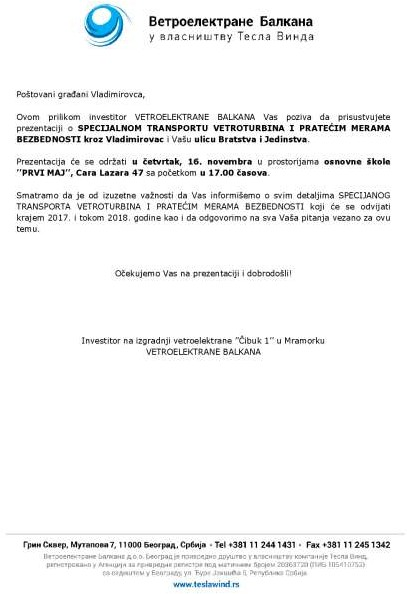 Ветроелектране Балкана
у власништву Тесла Винда
Poštovani građani Vladimirovca,
Ovom prilikom investitor VETROELEKTRANE BALKANA Vas poziva da prisustvujete
prezentaciji o SPECIJALNOM TRANSPORTU VETROTURBINA I PRATEĆIM MERAMA
BEZBEDNOSTI kroz Vladimirovac i Vašu ulicu Bratstva i Jedinstva.
Prezentacija će se održati u četvrtak, 16. novembra u prostorijama osnovne škole
''PRVI MAJ'', Cara Lazara 47 sa početkom u 17.00 časova.
Smatramo da je od izuzetne važnosti da Vas informišemo o svim detaljima SPECIJANOG
TRANSPORTA VETROTURBINA I PRATEĆIM MERAMA BEZBEDNOSTI koji će se odvijati
krajem 2017. i tokom 2018. godine kao i da odgovorimo na sva Vaša pitanja vezano za ovu
temu.
Očekujemo Vas na prezentaciji i dobrodošli!
Investitor na izgradnji vetroelektrane ''Čibuk 1'' u Mramorku
VETROELEKTRANE BALKANA
Грин Сквер, Мутапова 7, 11000 Београд, Србија - Tel +381 11 244 1431 - Fax +381 11 245 1342
Ветроелектране Балкана д.о.о. Београд је привредно друштво у власништву компаније Тесла Винд,
регистровано у Агенцији за привредне регистре под матичним бројем 20363720 (ПИБ 105410752)
са седиштем у Београду, ул. Ђуре Јакшића 5, Република Србија
www.teslawind.rs